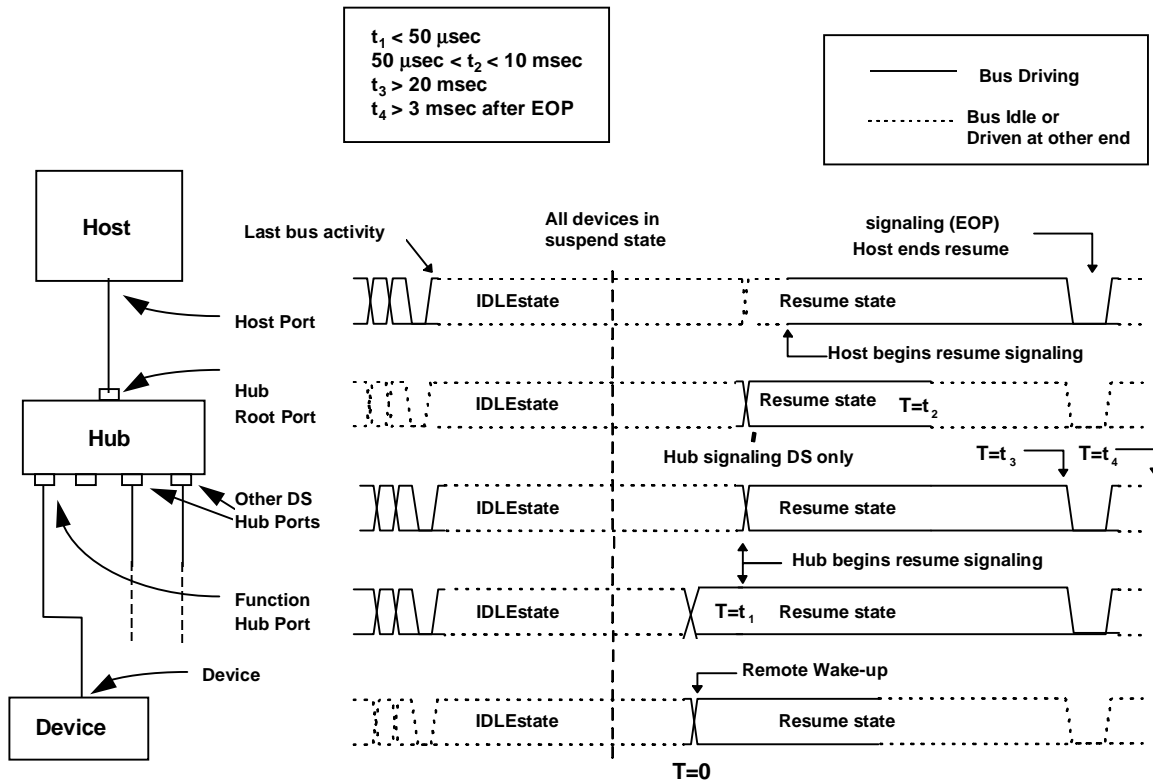 t1 < 50 μsec
50 μsec < t2 < 10 msec
t3 > 20 msec
t4 > 3 msec after EOP
Bus Driving
Bus Idle or
Driven at other end
Host
Last bus activity
All devices in
suspend state
signaling (EOP)
Host ends resume
IDLEstate
Resume state
Host Port
Host begins resume signaling
Hub
Root Port
IDLEstate
Resume state
T=t2
Hub
Hub signaling DS only
T=t3
T=t4
Other DS
Hub Ports
IDLEstate
Resume state
Hub begins resume signaling
Function
Hub Port
IDLEstate
T=t1
Resume state
Device
Remote Wake-up
Device
IDLEstate
Resume state
T=0